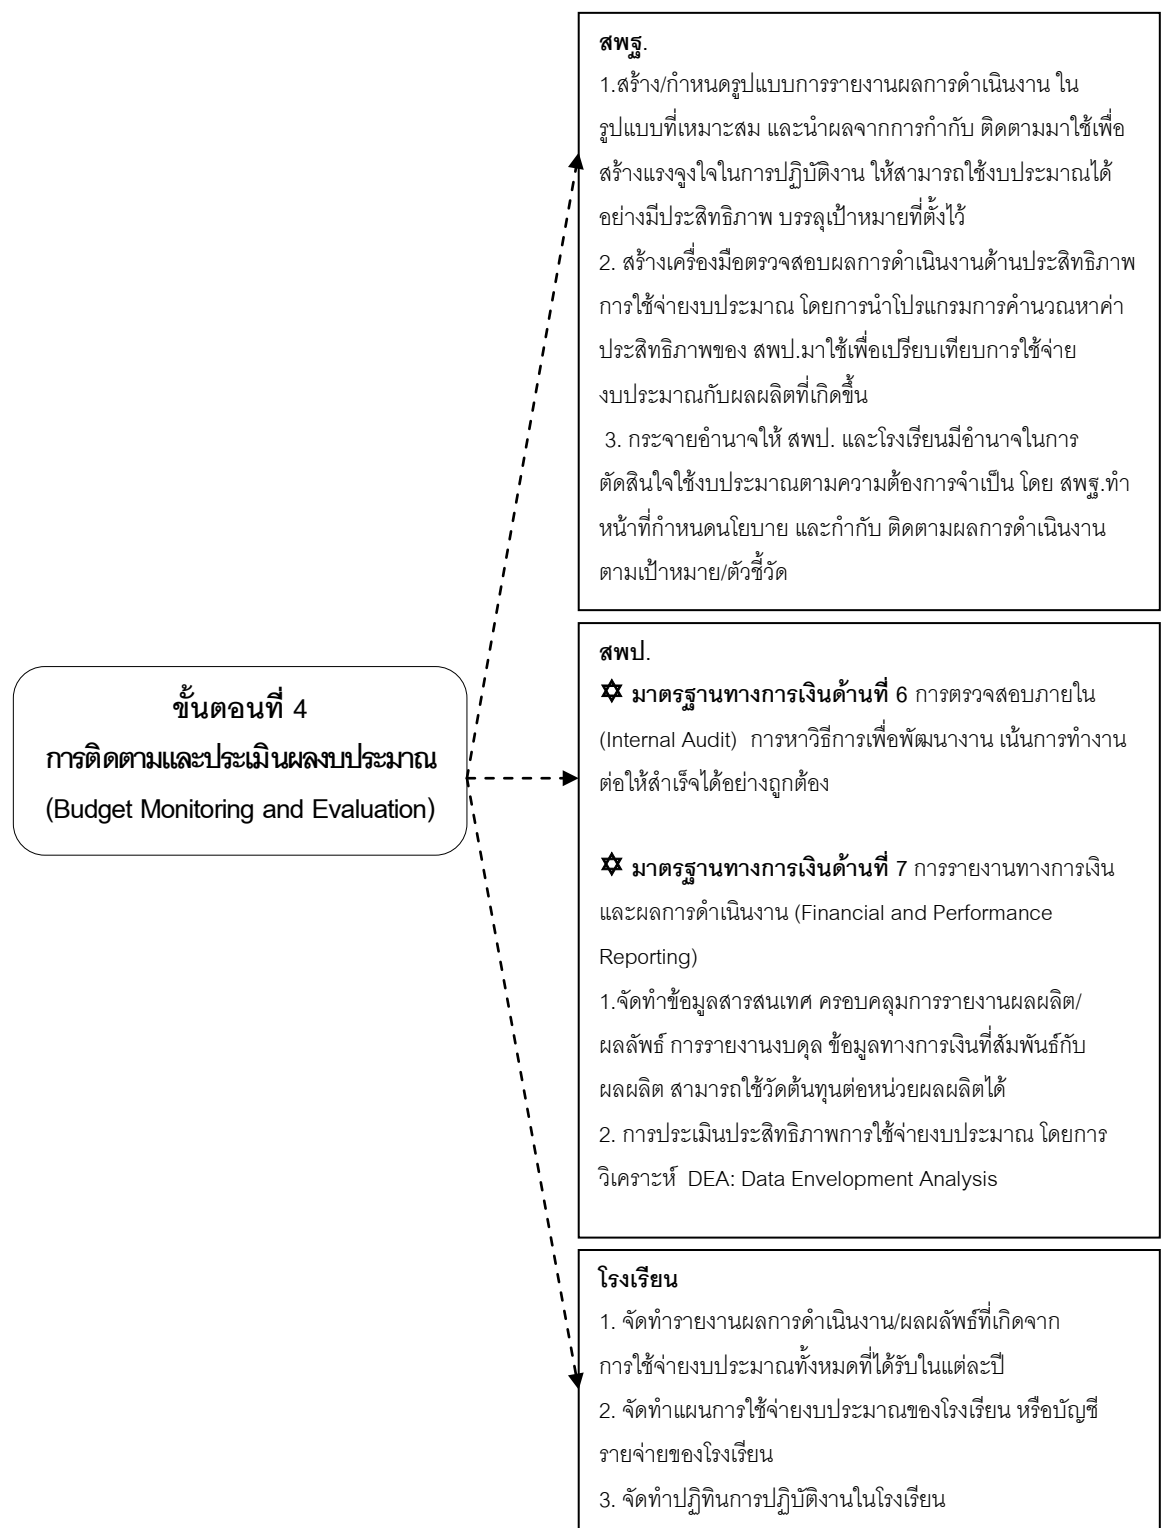 สพฐ.
1.สร้าง/กำหนดรูปแบบการรายงานผลการดำเนินงาน ใน
รูปแบบที่เหมาะสม และนำผลจากการกำกับ ติดตามมาใช้เพื่อ
สร้างแรงจูงใจในการปฏิบัติงาน ให้สามารถใช้งบประมาณได้
อย่างมีประสิทธิภาพ บรรลุเป้าหมายที่ตั้งไว้
2. สร้างเครื่องมือตรวจสอบผลการดำเนินงานด้านประสิทธิภาพ
การใช้จ่ายงบประมาณ โดยการนำโปรแกรมการคำนวณหาค่า
ประสิทธิภาพของ สพป.มาใช้เพื่อเปรียบเทียบการใช้จ่าย
งบประมาณกับผลผลิตที่เกิดขึ้น
3. กระจายอำนาจให้ สพป. และโรงเรียนมีอำนาจในการ
ตัดสินใจใช้งบประมาณตามความต้องการจำเป็น โดย สพฐ.ทำ
หน้าที่กำหนดนโยบาย และกำกับ ติดตามผลการดำเนินงาน
ตามเป้าหมาย/ตัวชี้วัด
ขั้นตอนที่ 4
การติดตามและประเมินผลงบประมาณ
(Budget Monitoring and Evaluation)
สพป.
✡ มาตรฐานทางการเงินด้านที่ 6 การตรวจสอบภายใน
(Internal Audit) การหาวิธีการเพื่อพัฒนางาน เน้นการทำงาน
ต่อให้สำเร็จได้อย่างถูกต้อง
✡ มาตรฐานทางการเงินด้านที่ 7 การรายงานทางการเงิน
และผลการดำเนินงาน (Financial and Performance
Reporting)
1.จัดทำข้อมูลสารสนเทศ ครอบคลุมการรายงานผลผลิต/
ผลลัพธ์ การรายงานงบดุล ข้อมูลทางการเงินที่สัมพันธ์กับ
ผลผลิต สามารถใช้วัดต้นทุนต่อหน่วยผลผลิตได้
2. การประเมินประสิทธิภาพการใช้จ่ายงบประมาณ โดยการ
วิเคราะห์ DEA: Data Envelopment Analysis
โรงเรียน
1. จัดทำรายงานผลการดำเนินงาน/ผลผลัพธ์ที่เกิดจาก
การใช้จ่ายงบประมาณทั้งหมดที่ได้รับในแต่ละปี
2. จัดทำแผนการใช้จ่ายงบประมาณของโรงเรียน หรือบัญชี
รายจ่ายของโรงเรียน
3. จัดทำปฏิทินการปฏิบัติงานในโรงเรียน